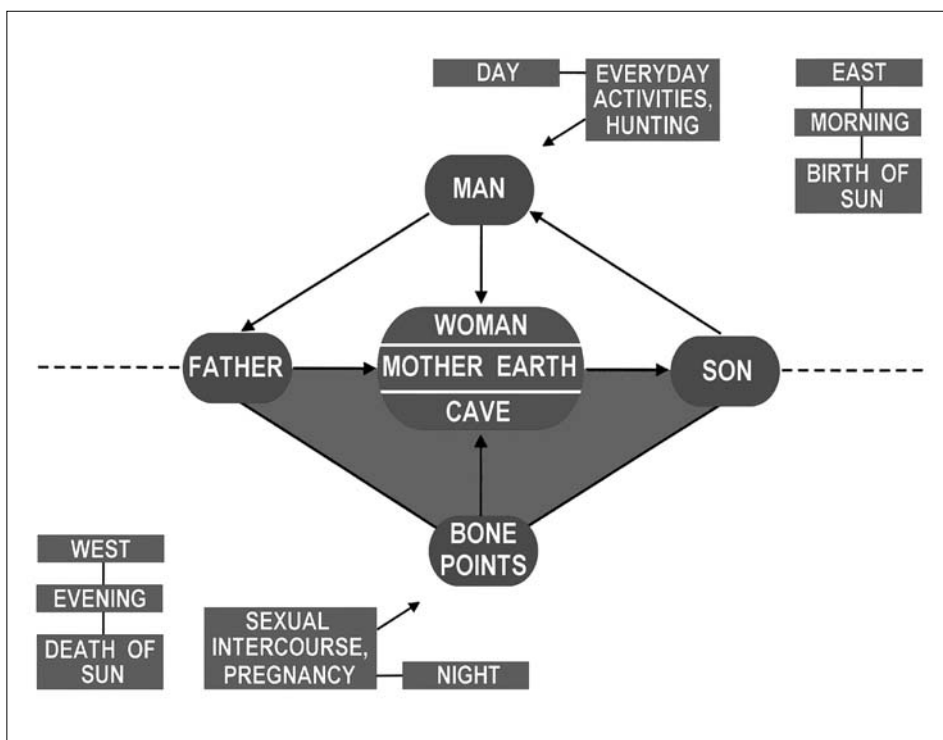 DAY
EVERYDAY
ACTIVITIES,
HUNTING
EAST
MORNING
BIRTH OF
SUN
MAN
WOMAN
FATHER
MOTHER EARTH
SON
CAVE
BONE
POINTS
WEST
EVENING
DEATH OF
SUN
SEXUAL
INTERCOURSE,
PREGNANCY
NIGHT